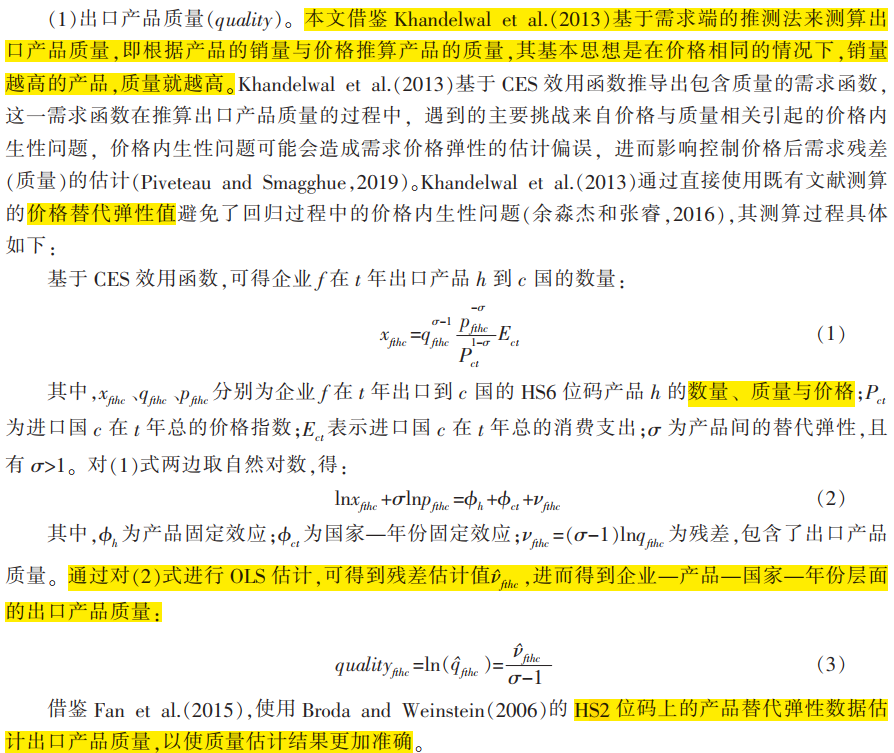 (1)出口产品质量(quality)。本文借鉴 Khandelwal et al.(2013)基于需求端的推测法来测算出
口产品质量,即根据产品的销量与价格推算产品的质量,其基本思想是在价格相同的情况下,销量
越高的产品,质量就越高。Khandelwal et al.(2013)基于 CES 效用函数推导出包含质量的需求函数,
这一需求函数在推算出口产品质量的过程中，遇到的主要挑战来自价格与质量相关引起的价格内
生性问题，价格内生性问题可能会造成需求价格弹性的估计偏误，进而影响控制价格后需求残差
(质量)的估计(Piveteau and Smagghue,2019)。Khandelwal et al.(2013)通过直接使用既有文献测算
的价格替代弹性值避免了回归过程中的价格内生性问题(余淼杰和张睿,2016),其测算过程具体
如下：
基于 CES 效用函数,可得企业 f 在 t 年出口产品 h 到 c 国的数量：
x_{fthc}=q_{fthc}^{σ-1} \frac{p_{fthc}^{-σ}}{P_{ct}^{1-σ}}E_{ct} (1)
其中,x_{fthc}、q_{fthc}、p_{fthc}分别为企业 f 在 t 年出口到 c 国的 HS6 位码产品 h 的数量、质量与价格;P_{ct}
为进口国 c 在 t 年总的价格指数;E_{ct}表示进口国 c 在 t 年总的消费支出;σ 为产品间的替代弹性,且
有 σ>1。对(1)式两边取自然对数,得：
lnx_{fthc}+σlnp_{fthc}=ϕ_{h}+ϕ_{ct}+ν_{fthc} (2)
其中,ϕ_{h}为产品固定效应;ϕ_{ct}为国家—年份固定效应;ν_{fthc}=(σ-1)lnq_{fthc}为残差,包含了出口产品
质量。通过对(2)式进行 OLS 估计,可得到残差估计值ν̂_{fthc},进而得到企业—产品—国家—年份层面
的出口产品质量：
quality_{fthc}=ln(q̂_{fthc})=\frac{ν̂_{fthc}}{σ-1} (3)
借鉴 Fan et al.(2015),使用 Broda and Weinstein(2006)的 HS2 位码上的产品替代弹性数据估
计出口产品质量,以使质量估计结果更加准确。